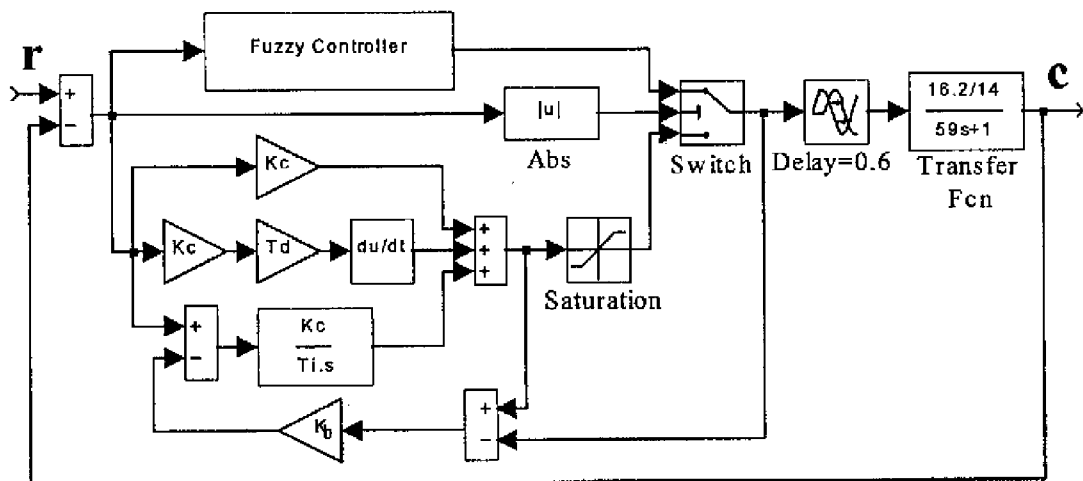 r
+
−
Fuzzy Controller
|u|
Abs
Switch
Delay=0.6
16.2/14
59s+1
Transfer
Fcn
c
Kc
Kc
Td
du/dt
+
+
+
Saturation
+
−
Kc
Ti.s
Kb
+
−